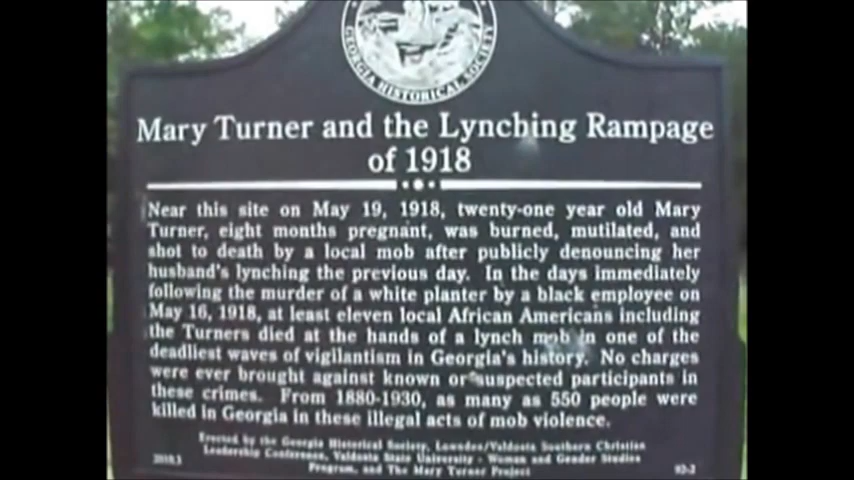 GEORGIA HISTORICAL SOCIETY
Mary Turner and the Lynching Rampage
of 1918
Near this site on May 19, 1918, twenty-one year old Mary
Turner, eight months pregnant, was burned, mutilated, and
shot to death by a local mob after publicly denouncing her
husband's lynching the previous day. In the days immediately
following the murder of a white planter by a black employee on
May 16, 1918, at least eleven local African Americans including
the Turners died at the hands of a lynch mob in one of the
deadliest waves of vigilantism in Georgia's history. No charges
were ever brought against known or suspected participants in
these crimes. From 1880-1930, as many as 550 people were
killed in Georgia in these illegal acts of mob violence.
Erected by the Georgia Historical Society, Lowndes/Valdosta Southern Christian
Leadership Conference, Valdosta State University - Women and Gender Studies
Program, and The Mary Turner Project